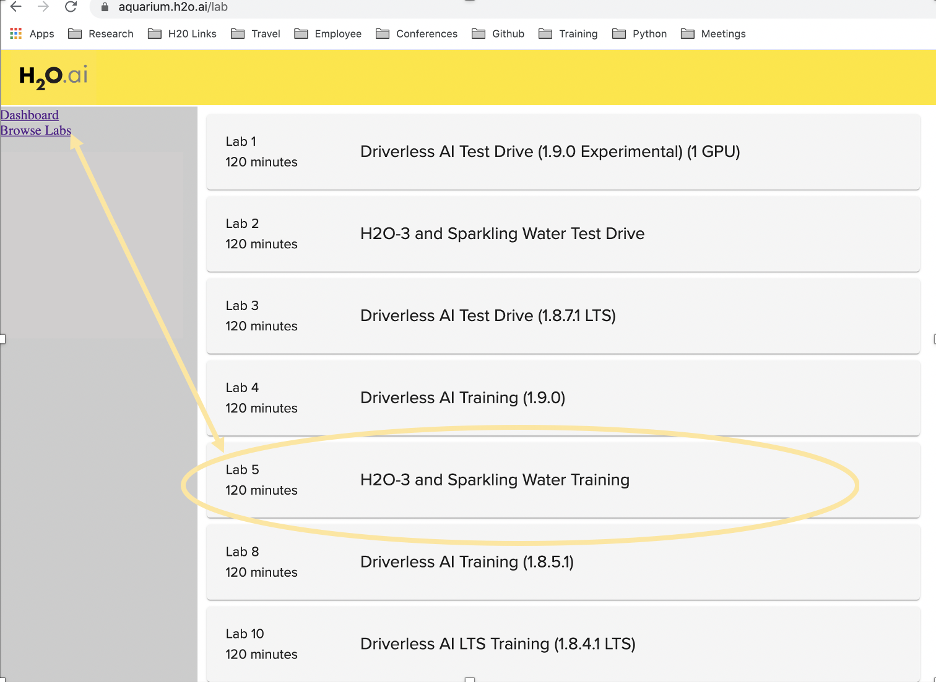 aquarium.h2o.ai/lab
Apps Research H20 Links Travel Employee Conferences Github Training Python Meetings
H2O.ai
Dashboard
Browse Labs
Lab 1
120 minutes
Driverless AI Test Drive (1.9.0 Experimental) (1 GPU)
Lab 2
120 minutes
H2O-3 and Sparkling Water Test Drive
Lab 3
120 minutes
Driverless AI Test Drive (1.8.7.1 LTS)
Lab 4
120 minutes
Driverless AI Training (1.9.0)
Lab 5
120 minutes
H2O-3 and Sparkling Water Training
Lab 8
120 minutes
Driverless AI Training (1.8.5.1)
Lab 10
120 minutes
Driverless AI LTS Training (1.8.4.1 LTS)